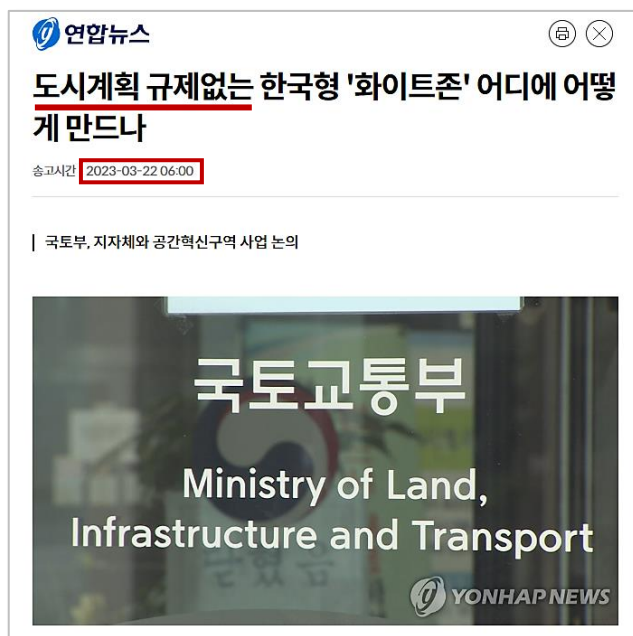 연합뉴스
도시계획 규제없는 한국형 '화이트존' 어디에 어떻
게 만드나
송고시간 2023-03-22 06:00
국토부, 지자체와 공간혁신구역 사업 논의
국토교통부
Ministry of Land,
Infrastructure and Transport
YONHAP NEWS